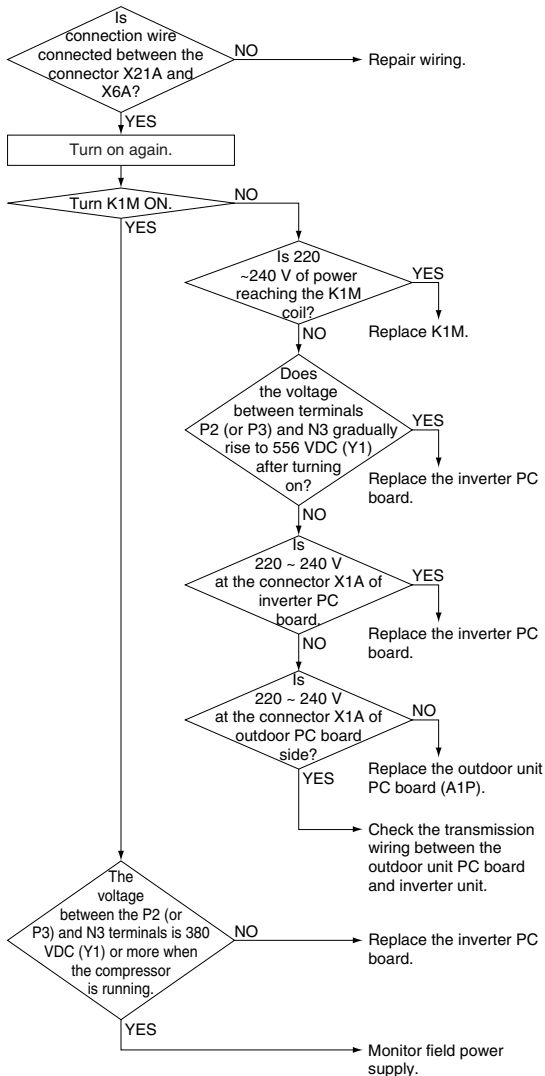 Is
connection wire
connected between the
connector X21A and
X6A?
NO
Repair wiring.
YES
Turn on again.
Turn K1M ON.
NO
YES
Is 220
~240 V of power
reaching the K1M
coil?
YES
Replace K1M.
NO
Does
the voltage
between terminals
P2 (or P3) and N3 gradually
rise to 556 VDC (Y1)
after turning
on?
YES
Replace the inverter PC
board.
NO
Is
220 ~ 240 V
at the connector X1A of
inverter PC
board.
YES
Replace the inverter PC
board.
NO
Is
220 ~ 240 V
at the connector X1A of
outdoor PC board
side?
NO
Replace the outdoor unit
PC board (A1P).
YES
Check the transmission
wiring between the
outdoor unit PC board
and inverter unit.
The
voltage
between the P2 (or
P3) and N3 terminals is 380
VDC (Y1) or more when
the compressor
is running.
NO
Replace the inverter PC
board.
YES
Monitor field power
supply.